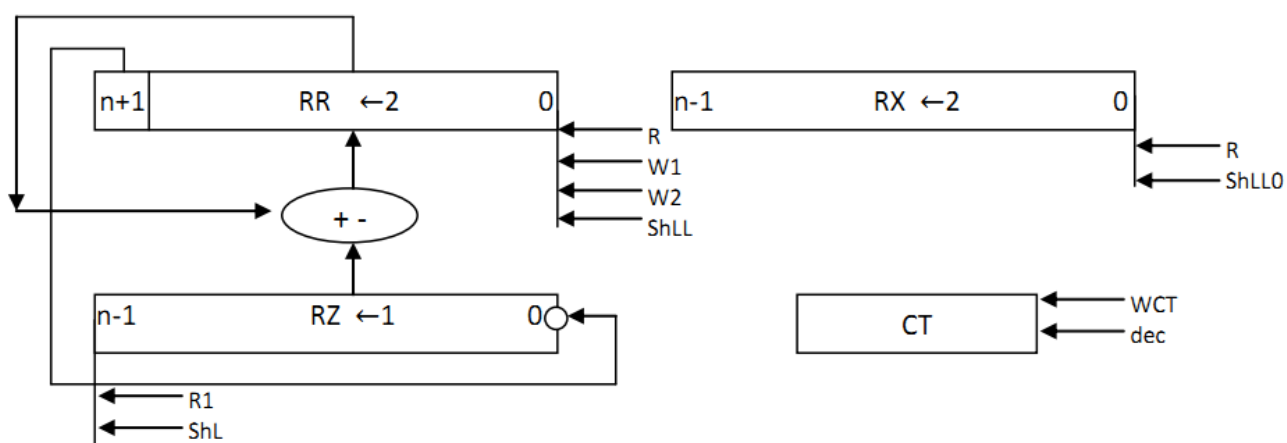 n+1 RR ←2 0
n-1 RX ←2 0
R
W1
W2
ShLL
R
ShLL0
+ -
n-1 RZ ←1 0
CT
WCT
dec
R1
ShL